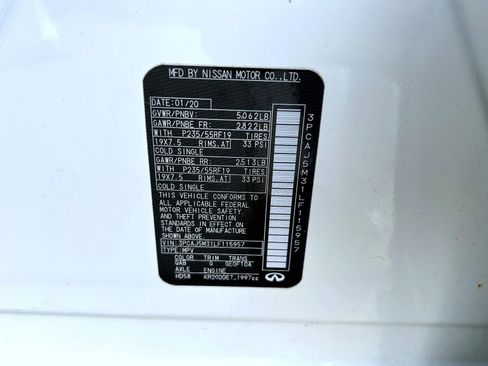 MFD BY NISSAN MOTOR CO.,LTD.
DATE:01/20
GVWR/PNBV: 5,062LB
GAWR/PNBE FR: 2,822LB
WITH P235/55RF19 TIRES
19X7.5 RIMS,AT 33 PSI
COLD SINGLE
GAWR/PNBE RR: 2,513LB
WITH P235/55RF19 TIRES
19X7.5 RIMS,AT 33 PSI
COLD SINGLE
THIS VEHICLE CONFORMS TO
ALL APPLICABLE FEDERAL
MOTOR VEHICLE SAFETY
AND THEFT PREVENTION
STANDARDS IN EFFECT ON
THE DATE OF MANUFACTURE
SHOWN ABOVE
VIN:3PCAJ5M31LF115957
TYPE:MPV
COLOR TRIM TRANS
QAB G GE0F10A
AXLE ENGINE
HD58 KR20DDET_1997cc
INFINITI
3PCAJ5M31LF115957